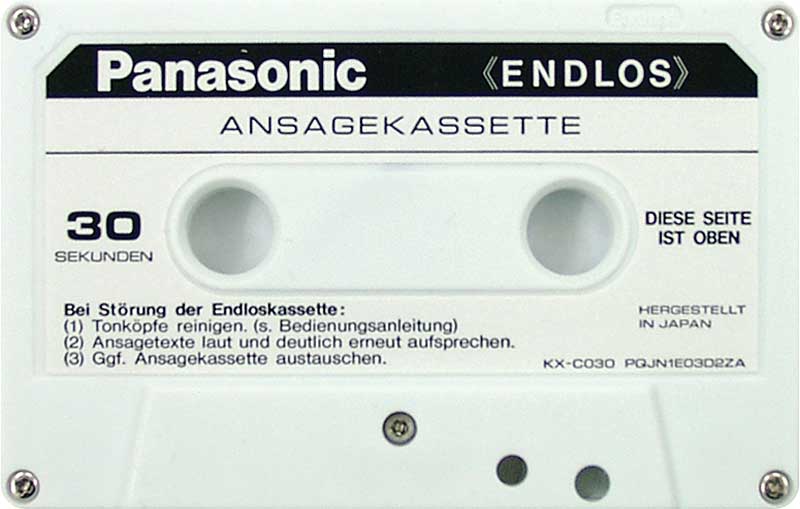 Panasonic 《ENDLOS》
ANSAGEKASSETTE
30
SEKUNDEN
DIESE SEITE
IST OBEN
Bei Störung der Endloskassette:
(1) Tonköpfe reinigen. (s. Bedienungsanleitung)
(2) Ansagetexte laut und deutlich erneut aufsprechen.
(3) Ggf. Ansagekassette austauschen.
HERGESTELLT
IN JAPAN
KX-C030 PQJN1E03D2ZA